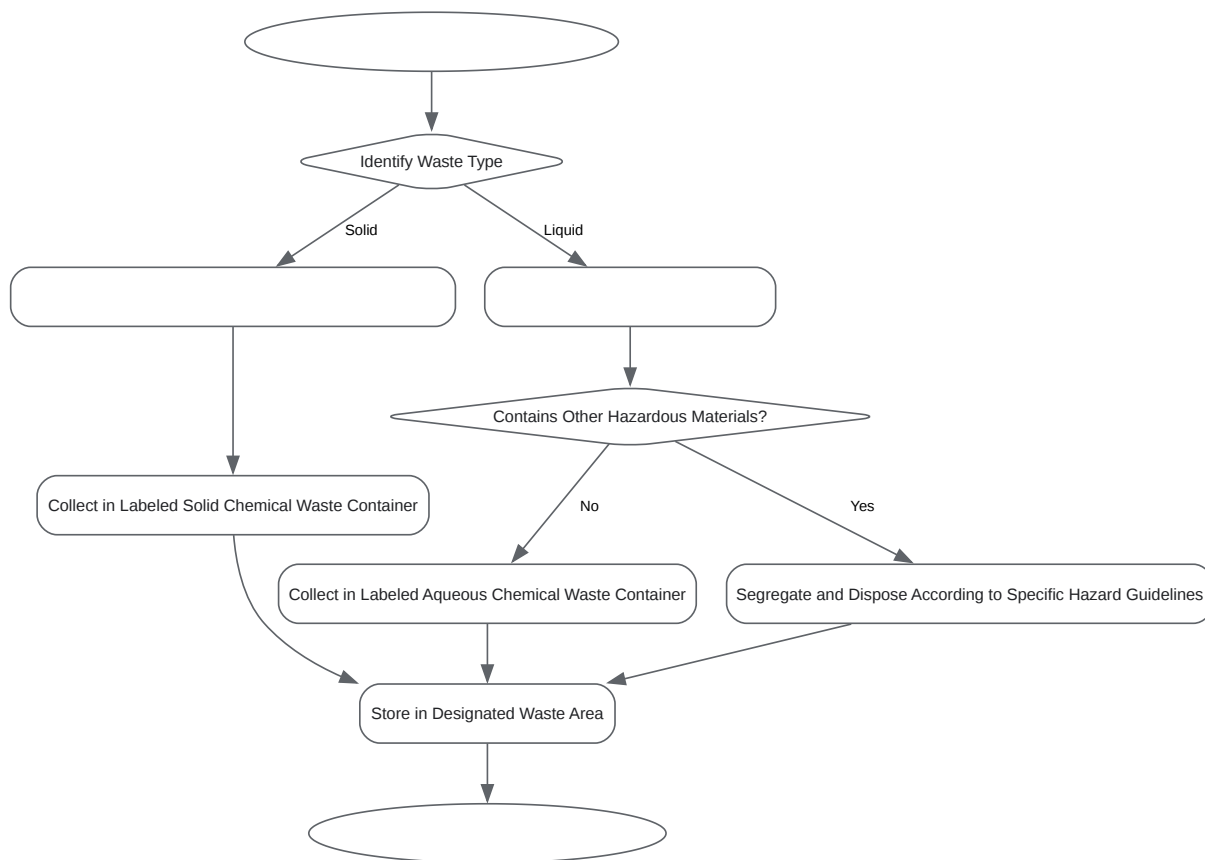 Identify Waste Type
Solid
Liquid
Contains Other Hazardous Materials?
Collect in Labeled Solid Chemical Waste Container
No
Yes
Collect in Labeled Aqueous Chemical Waste Container
Segregate and Dispose According to Specific Hazard Guidelines
Store in Designated Waste Area